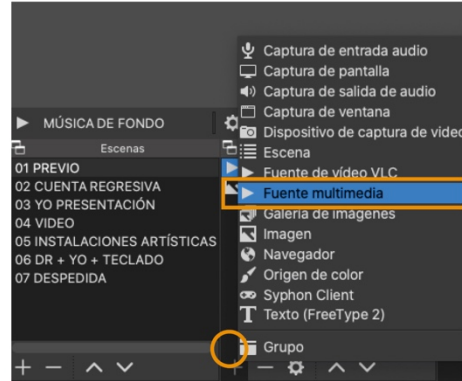 MÚSICA DE FONDO
Escenas
01 PREVIO
02 CUENTA REGRESIVA
03 YO PRESENTACIÓN
04 VIDEO
05 INSTALACIONES ARTÍSTICAS
06 DR + YO + TECLADO
07 DESPEDIDA
Captura de entrada audio
Captura de pantalla
Captura de salida de audio
Captura de ventana
Dispositivo de captura de video
Escena
Fuente de vídeo VLC
Fuente multimedia
Galería de imágenes
Imagen
Navegador
Origen de color
Syphon Client
Texto (FreeType 2)
Grupo